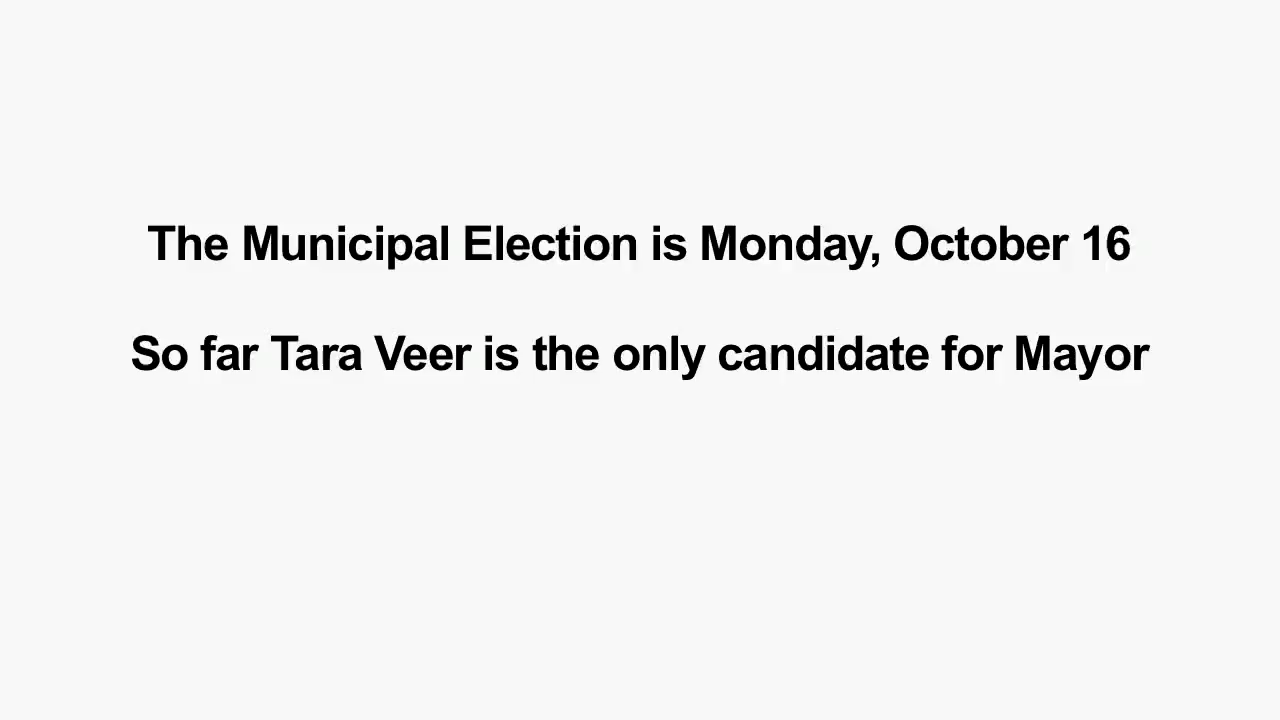 The Municipal Election is Monday, October 16
So far Tara Veer is the only candidate for Mayor